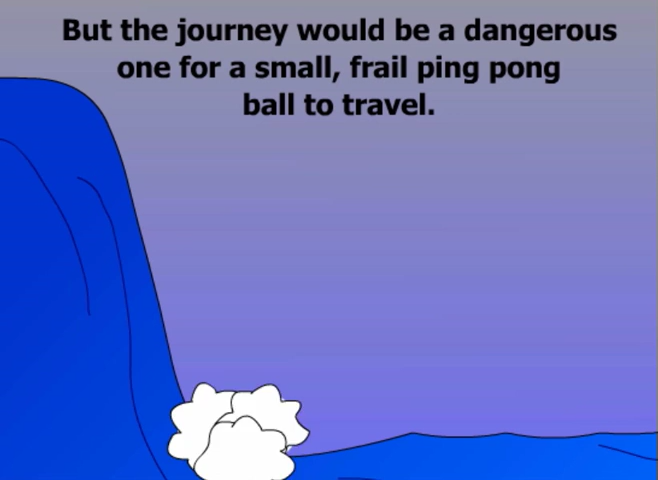 But the journey would be a dangerous
one for a small, frail ping pong
ball to travel.